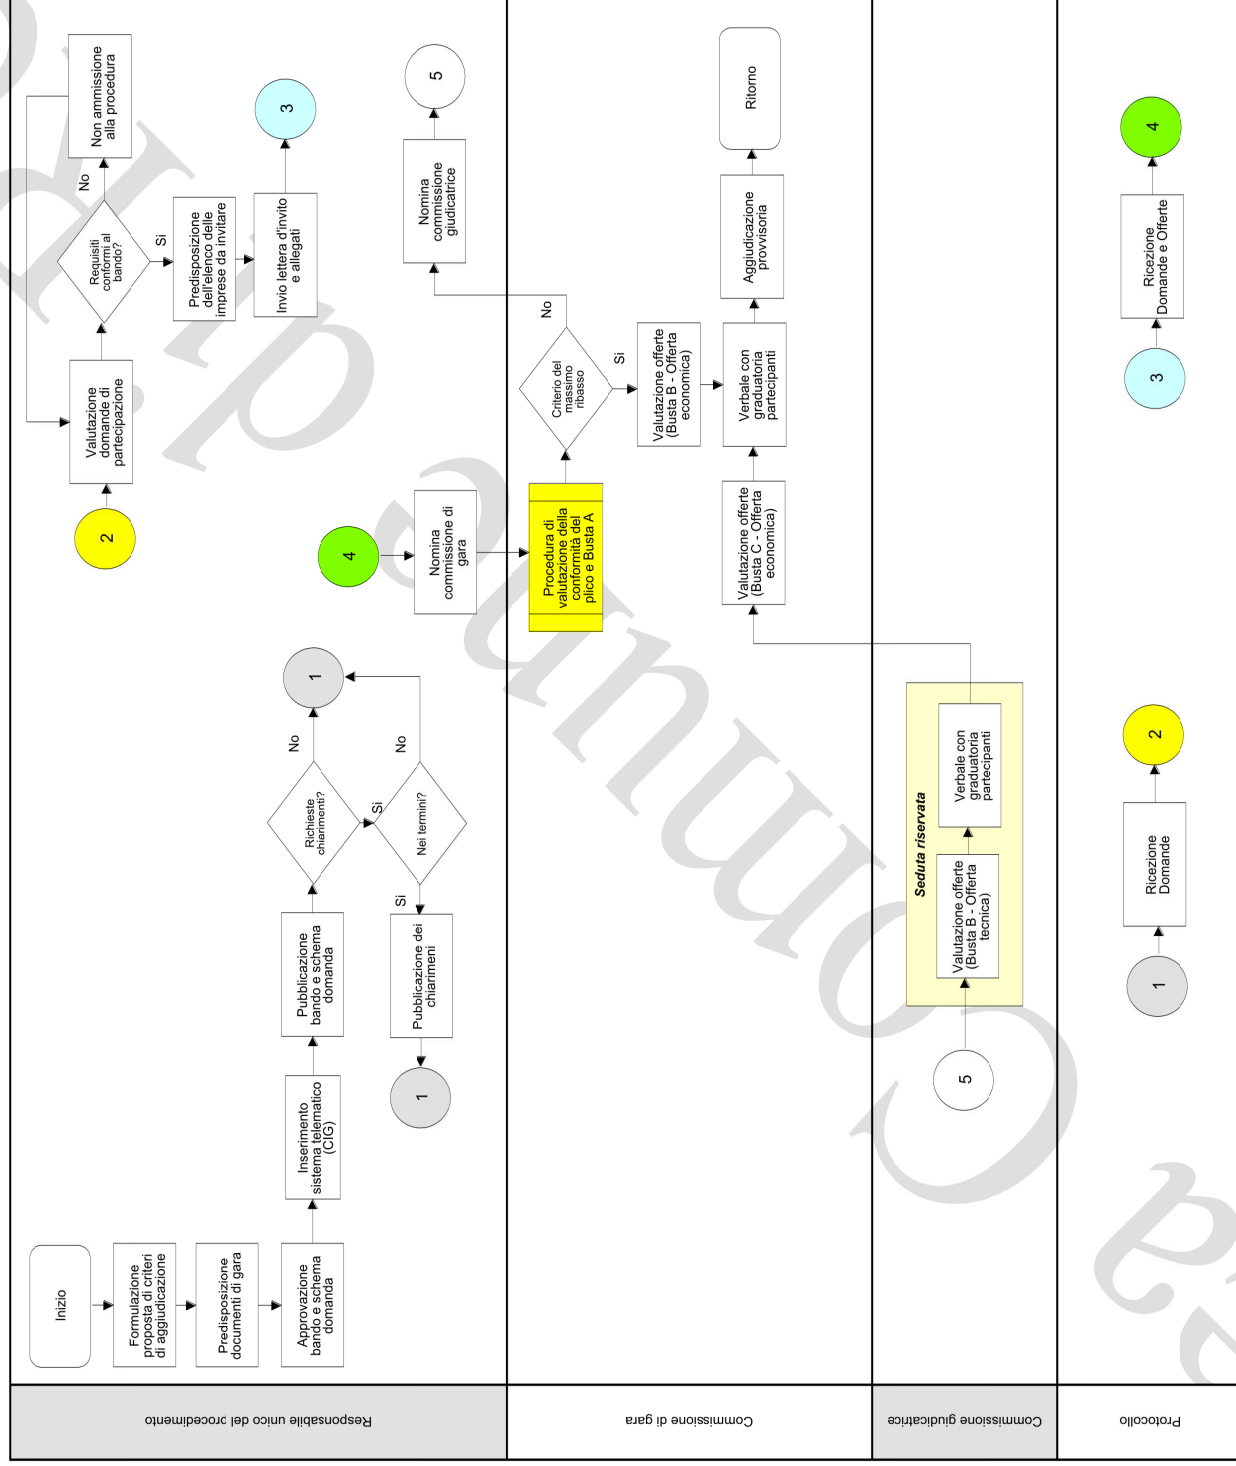 Responsabile unico del procedimento
Inizio
Formulazione
proposta di criteri
di aggiudicazione
Predisposizione
documenti di gara
Approvazione
bando e schema
domanda
Inserimento
sistema telematico
(CIG)
Pubblicazione
bando e schema
domanda
Richieste
chiarimenti?
No
1
Si
Nei termini?
No
Si
Pubblicazione dei
chiarimeni
1
2
Valutazione
domande di
partecipazione
Requisiti
conformi al
bando?
No
Non ammissione
alla procedura
Si
Predisposizione
dell'elenco delle
imprese da invitare
Invio lettera d'invito
e allegati
3
4
Nomina
commissione di
gara
Nomina
commissione
giudicatrice
5
Commissione di gara
Procedura di
valutazione della
conformità del
plico e Busta A
Criterio del
massimo
ribasso
No
Si
Valutazione offerte
(Busta B - Offerta
economica)
Valutazione offerte
(Busta C - Offerta
economica)
Verbale con
graduatoria
partecipanti
Aggiudicazione
provvisoria
Ritorno
Commissione giudicatrice
5
Seduta riservata
Valutazione offerte
(Busta B - Offerta
tecnica)
Verbale con
graduatoria
partecipanti
Protocollo
1
Ricezione
Domande
2
3
Ricezione
Domande e Offerte
4
Comune di